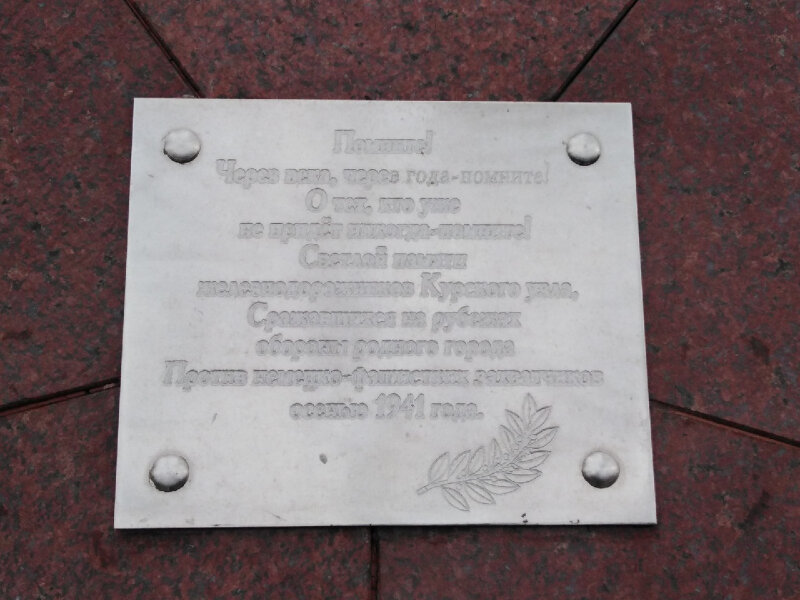 Помните!
Через века, через года-помните!
О тех, кто уже
не придёт никогда-помните!
Светлой памяти
железнодорожников Курского узла,
Сражавшихся на рубежах
обороны родного города
Против немецко-фашистких захватчиков
осенью 1941 года.